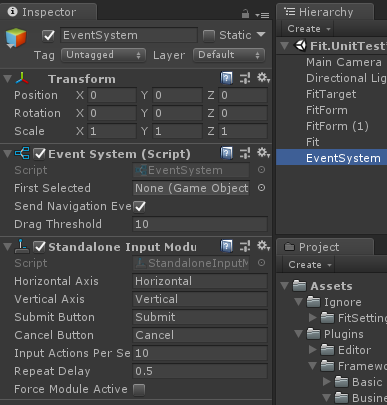 Inspector
EventSystem
Static
Tag Untagged Layer Default
Transform
Position X 0 Y 0 Z 0
Rotation X 0 Y 0 Z 0
Scale X 1 Y 1 Z 1
Event System (Script)
Script EventSystem
First Selected None (Game Object
Send Navigation Eve
Drag Threshold 10
Standalone Input Modu
Script StandaloneInputM
Horizontal Axis Horizontal
Vertical Axis Vertical
Submit Button Submit
Cancel Button Cancel
Input Actions Per Se 10
Repeat Delay 0.5
Force Module Active
Hierarchy
Create
Fit.UnitTest
Main Camera
Directional Lig
FitTarget
FitForm
FitForm (1)
Fit
EventSystem
Project
Create
Assets
Ignore
FitSetting
Plugins
Editor
Framewo
Basic
Busine